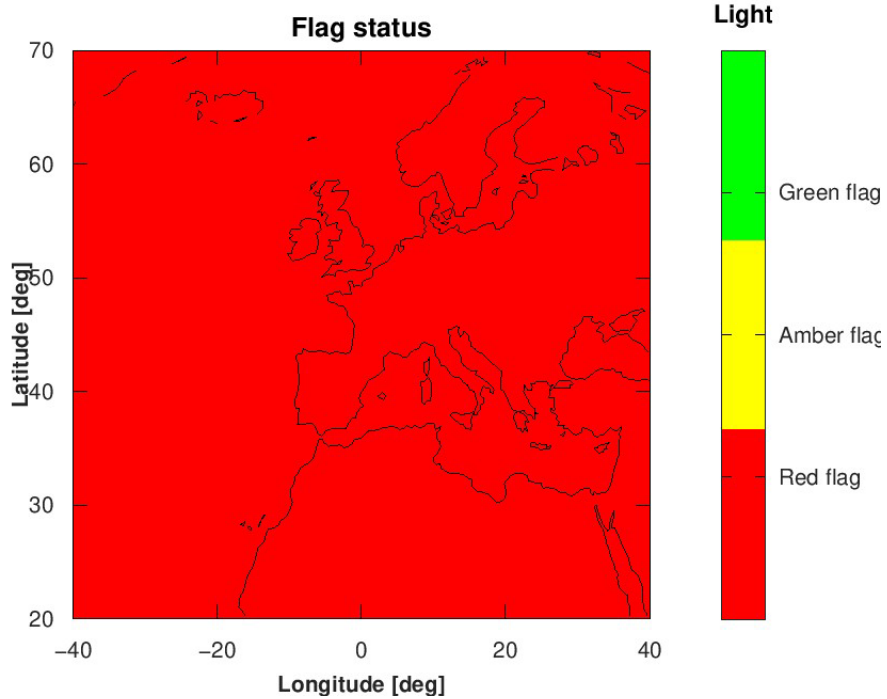 Flag status
Light
70
60
50
40
30
20
Latitude [deg]
−40
−20
0
20
40
Longitude [deg]
Green flag
Amber flag
Red flag